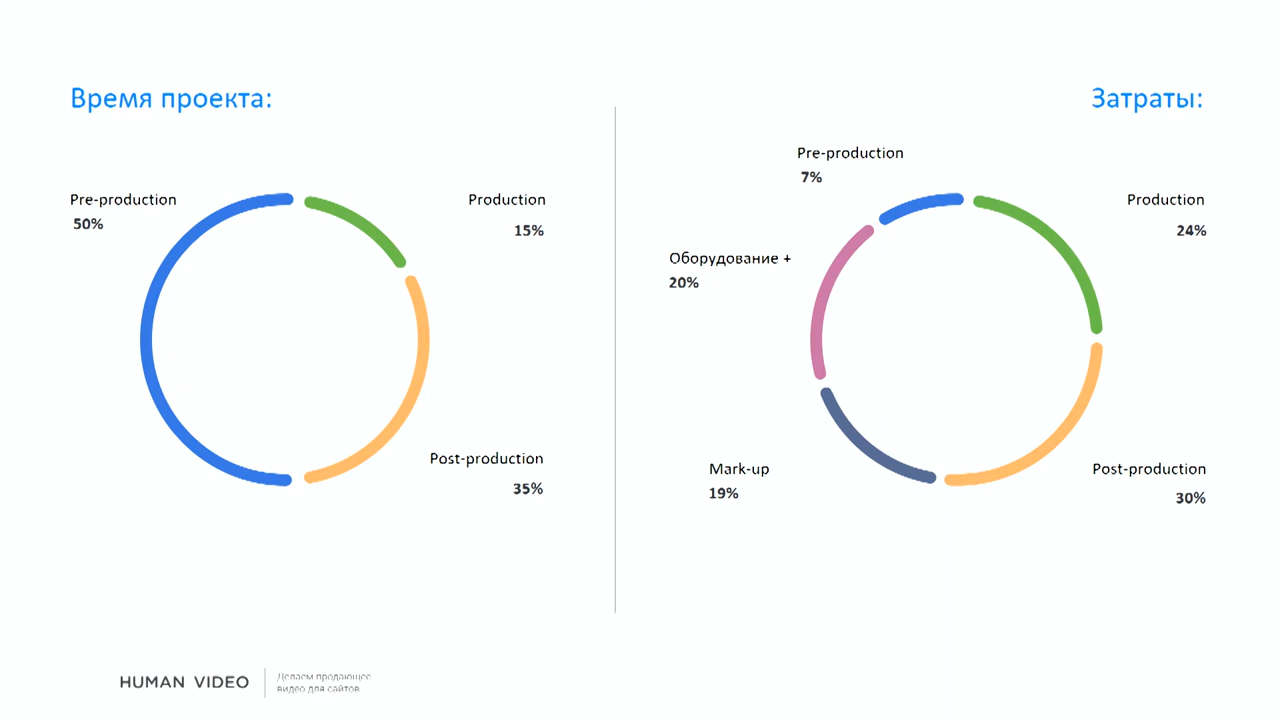 Время проекта:
Pre-production
50%
Production
15%
Post-production
35%
Затраты:
Pre-production
7%
Production
24%
Оборудование +
20%
Mark-up
19%
Post-production
30%
HUMAN VIDEO
Делаем продающее
видео для сайтов